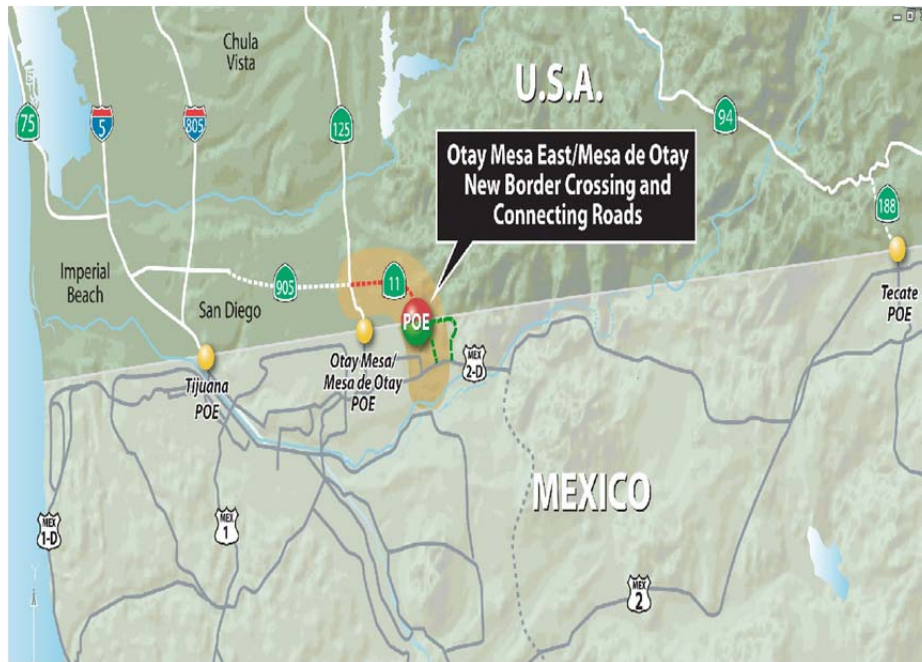 Chula
Vista
U.S.A.
75
5
805
125
94
Otay Mesa East/Mesa de Otay
New Border Crossing and
Connecting Roads
188
Imperial
Beach
905
11
San Diego
POE
Tecate
POE
Tijuana
POE
Otay Mesa/
Mesa de Otay
POE
MEX
2-D
MEXICO
MEX
1-D
MEX
1
MEX
2